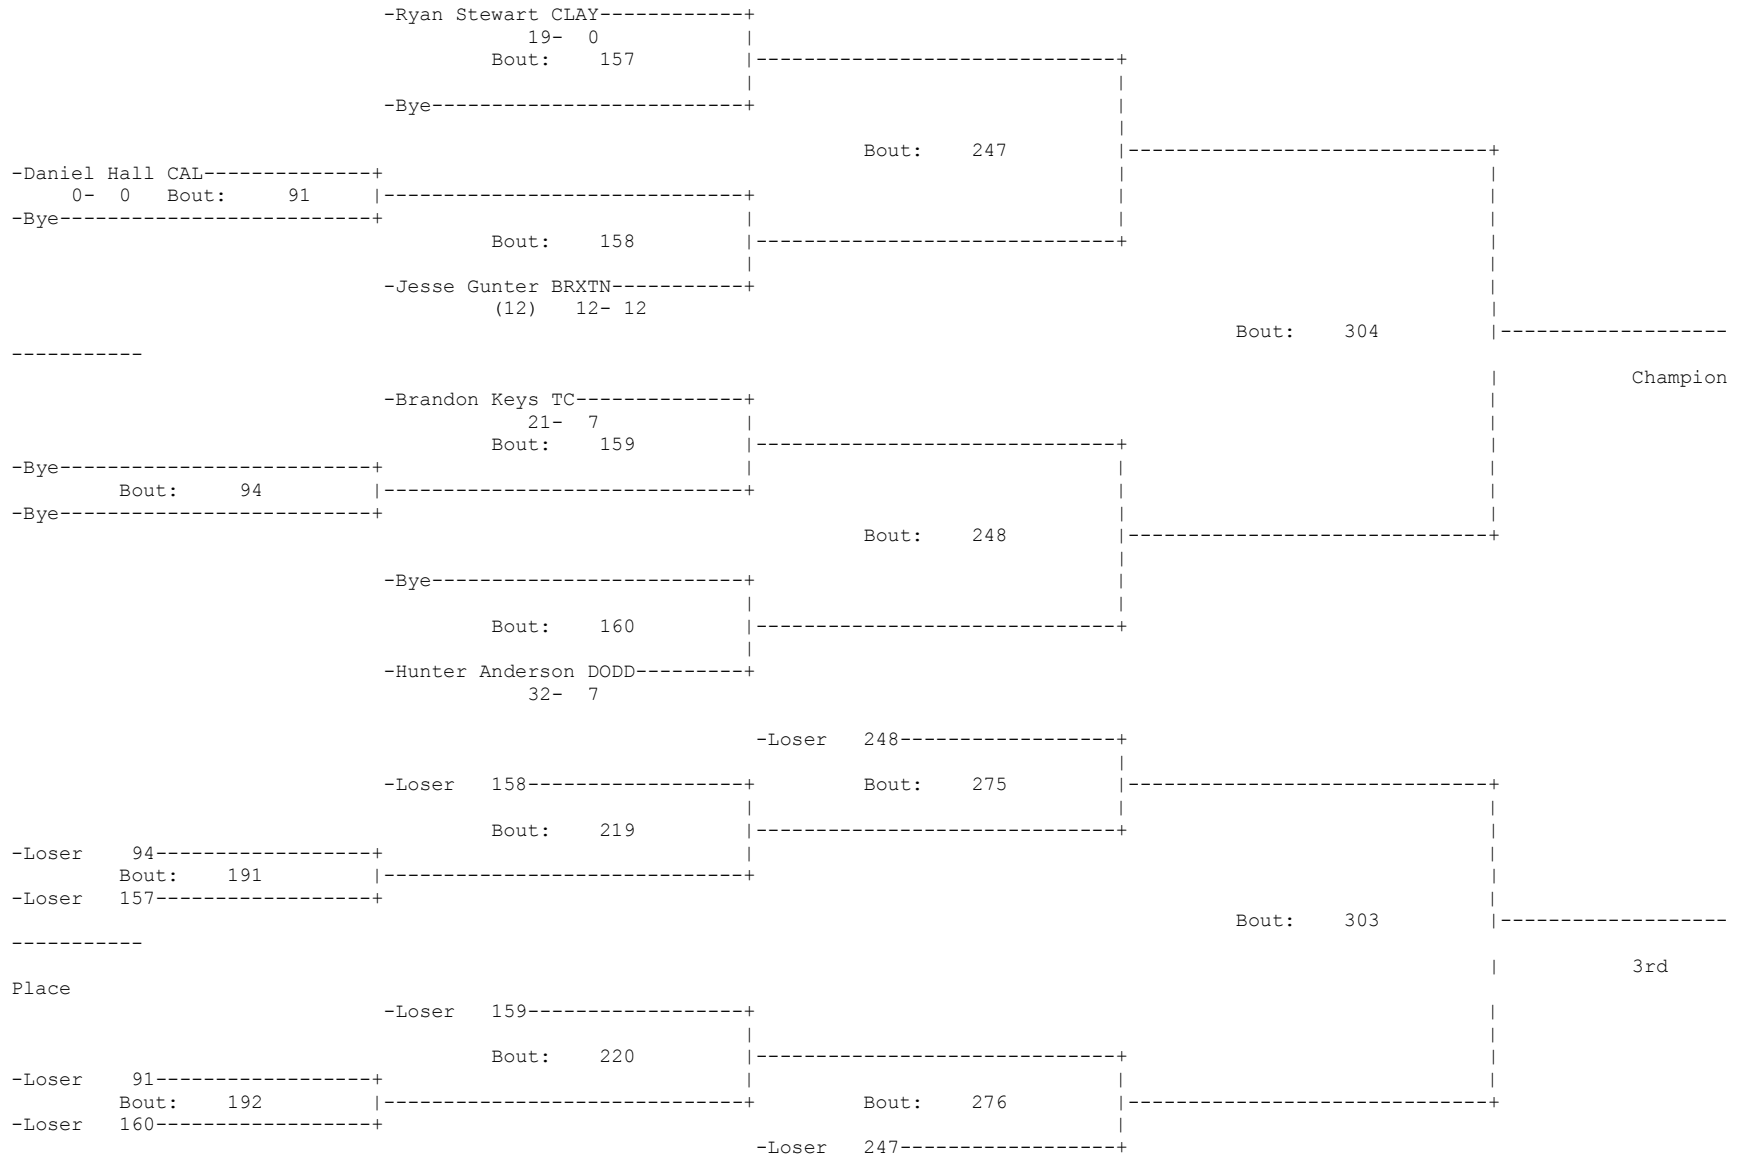 -Ryan Stewart CLAY------------+
19- 0 |
Bout: 157 |------------------------------+
| |
-Bye--------------------------+ |
|
Bout: 247 |------------------------------+
-Daniel Hall CAL--------------+ | |
0- 0 Bout: 91 |------------------------------+ | |
-Bye--------------------------+ | | |
Bout: 158 |------------------------------+ |
| |
-Jesse Gunter BRXTN-----------+ |
(12) 12- 12 |
Bout: 304 |-------------------
-----------
| Champion
-Brandon Keys TC--------------+ |
21- 7 | |
Bout: 159 |------------------------------+ |
-Bye--------------------------+ | | |
Bout: 94 |------------------------------+ | |
-Bye--------------------------+ | |
Bout: 248 |------------------------------+
|
-Bye--------------------------+ |
| |
Bout: 160 |------------------------------+
|
-Hunter Anderson DODD---------+
32- 7
-Loser 248------------------+
|
-Loser 158------------------+ Bout: 275 |------------------------------+
| | |
Bout: 219 |------------------------------+ |
-Loser 94------------------+ | |
Bout: 191 |------------------------------+ |
-Loser 157------------------+ |
Bout: 303 |-------------------
-----------
| 3rd
Place
-Loser 159------------------+ |
| |
Bout: 220 |------------------------------+ |
-Loser 91------------------+ | | |
Bout: 192 |------------------------------+ Bout: 276 |------------------------------+
-Loser 160------------------+ |
-Loser 247------------------+